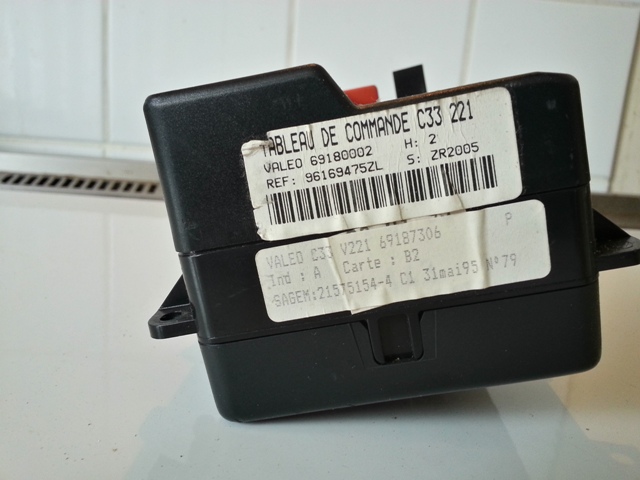 TABLEAU DE COMMANDE C33 221
VALEO 69180002 H: 2
REF: 96169475ZL S: ZR2005
VALEO C33 V221 69187306 P
Ind : A Carte : B2
SAGEM:21575154-4 C1 31mai95 N°79